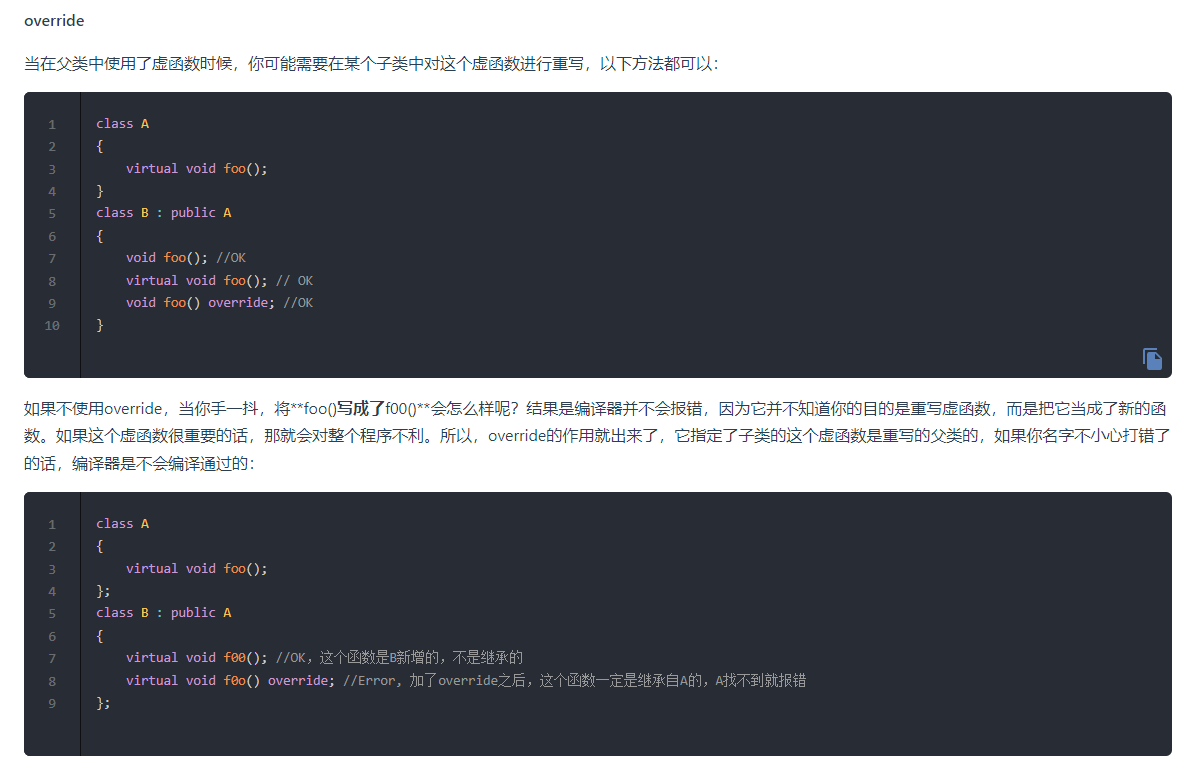 override
当在父类中使用了虚函数时候，你可能需要在某个子类中对这个虚函数进行重写，以下方法都可以：
1 class A
2 {
3     virtual void foo();
4 }
5 class B : public A
6 {
7     void foo(); //OK
8     virtual void foo(); // OK
9     void foo() override; //OK
10 }
如果不使用override，当你手一抖，将**foo()写成了f00()**会怎么样呢？结果是编译器并不会报错，因为它并不知道你的目的是重写虚函数，而是把它当成了新的函
数。如果这个虚函数很重要的话，那就会对整个程序不利。所以，override的作用就出来了，它指定了子类的这个虚函数是重写的父类的，如果你名字不小心打错了
的话，编译器是不会编译通过的：
1 class A
2 {
3     virtual void foo();
4 };
5 class B : public A
6 {
7     virtual void f00(); //OK，这个函数是B新增的，不是继承的
8     virtual void f0o() override; //Error, 加了override之后，这个函数一定是继承自A的，A找不到就报错
9 };